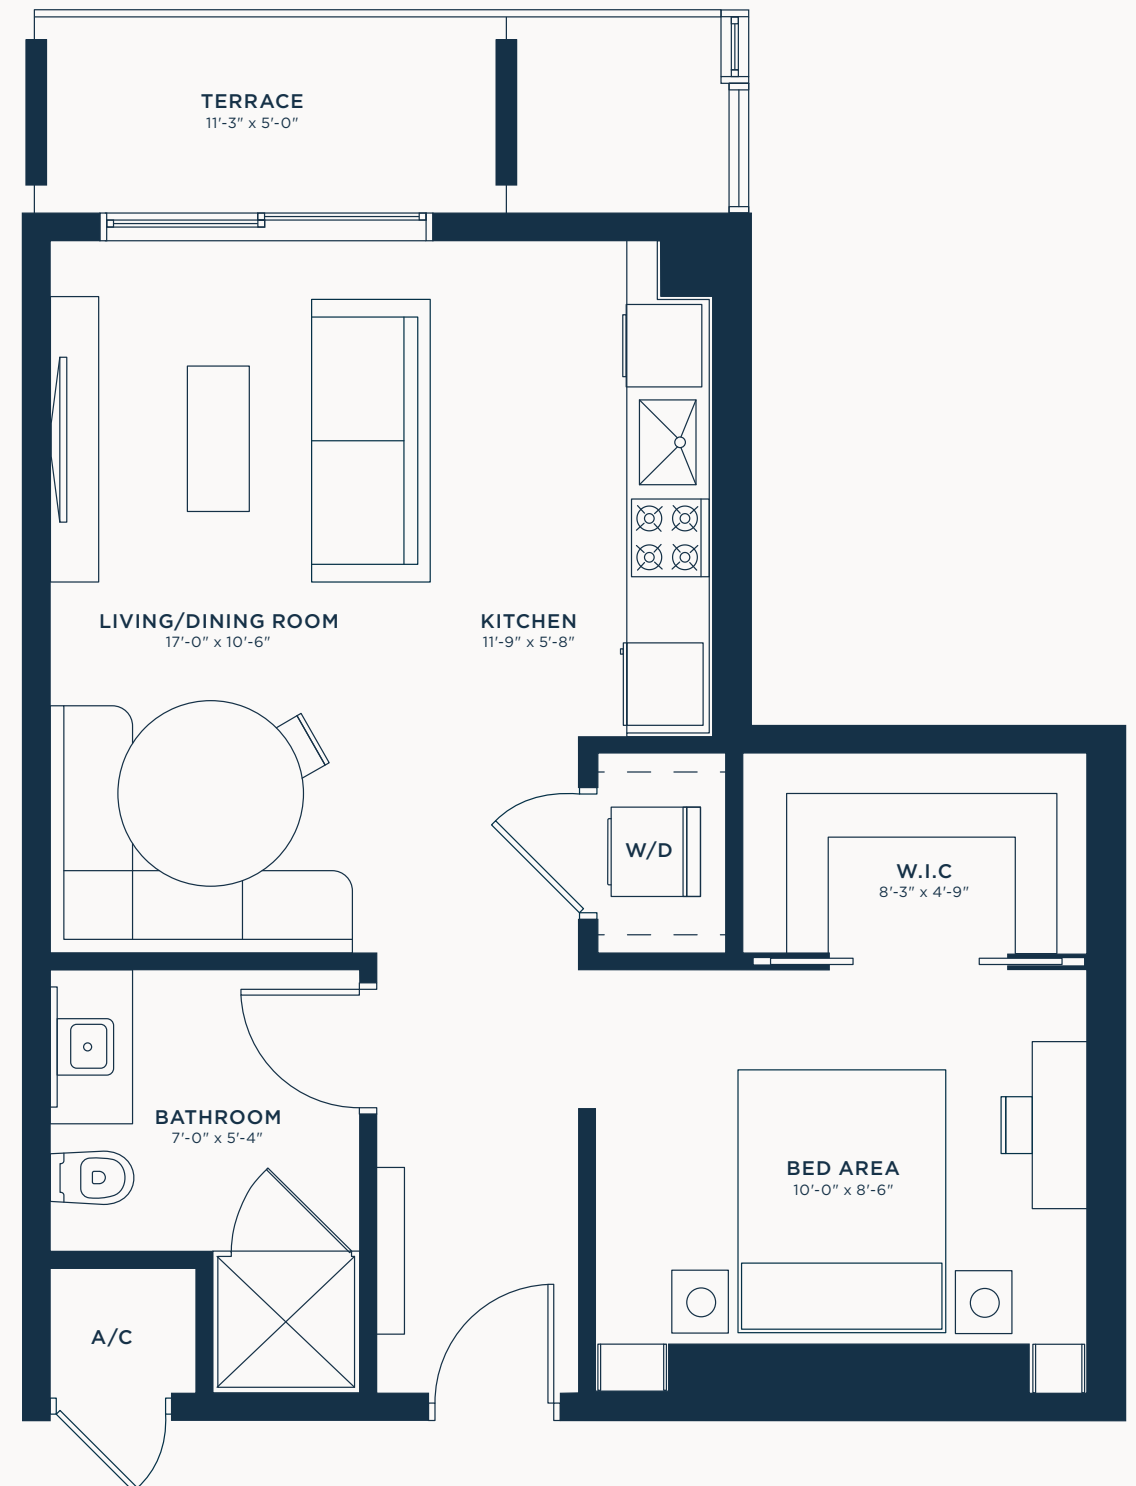 TERRACE
11'-3" x 5'-0"
LIVING/DINING ROOM
17'-0" x 10'-6"
KITCHEN
11'-9" x 5'-8"
W/D
W.I.C
8'-3" x 4'-9"
BATHROOM
7'-0" x 5'-4"
BED AREA
10'-0" x 8'-6"
A/C